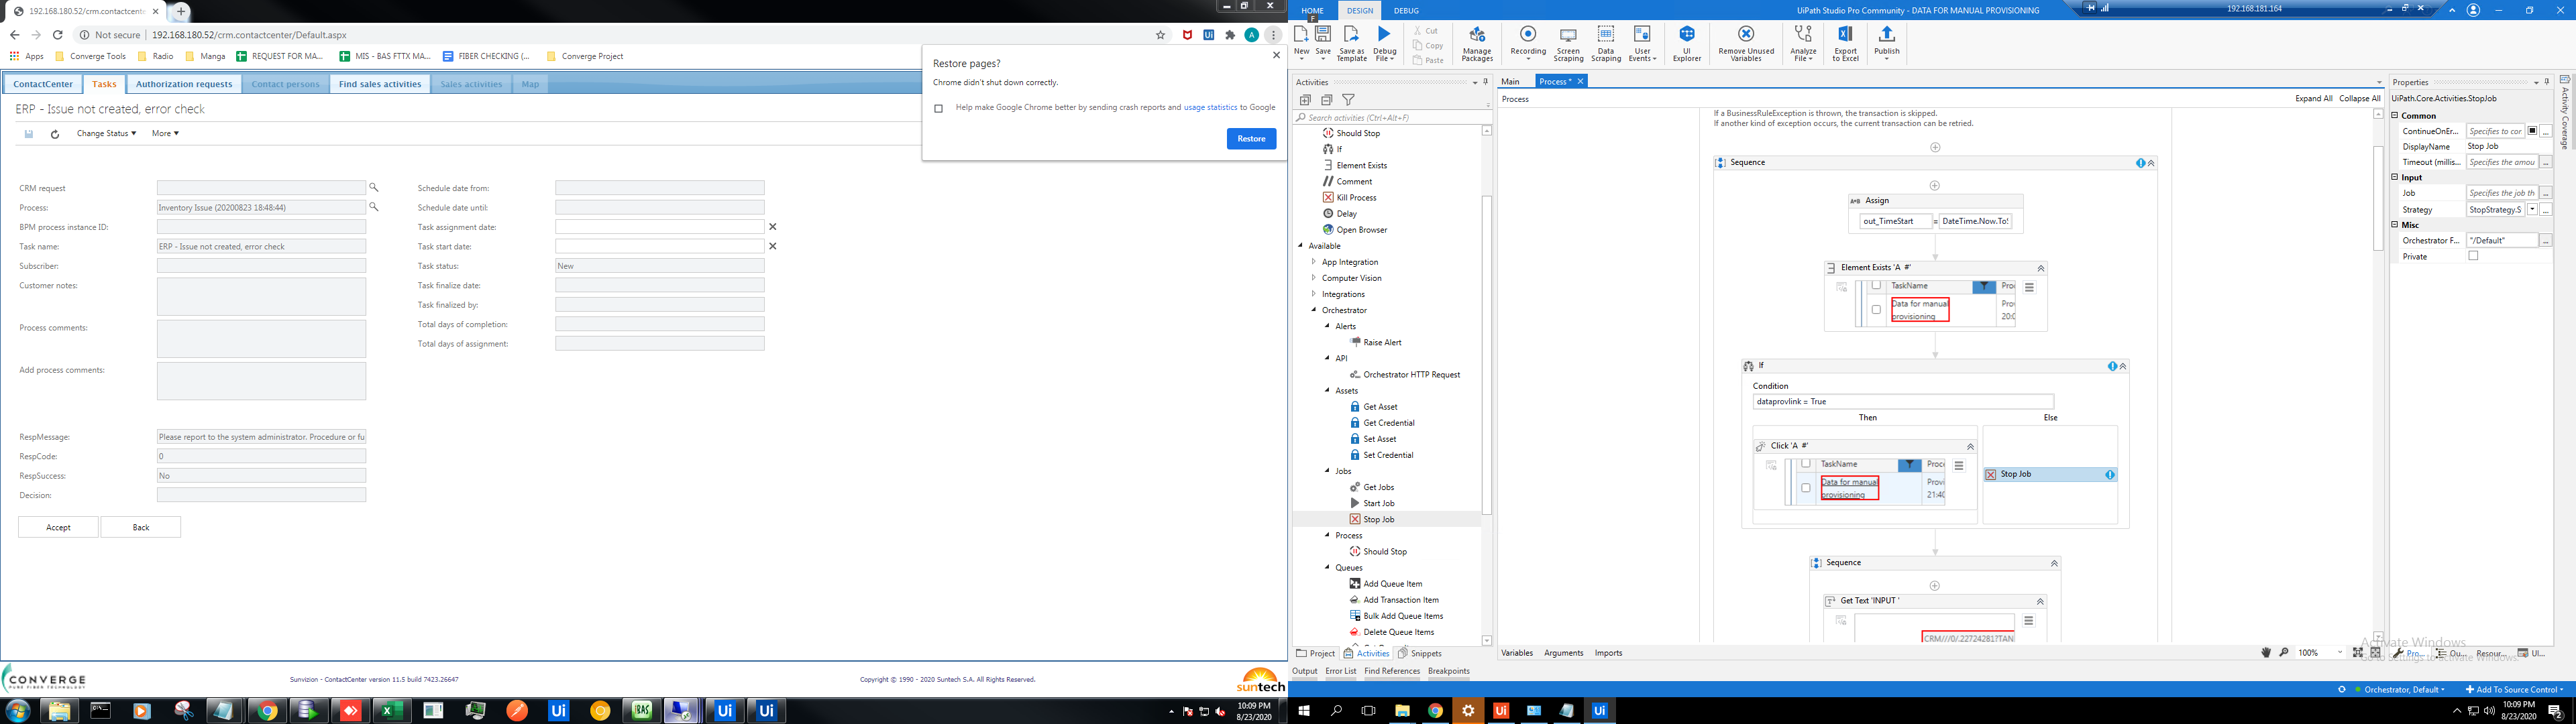 192.168.180.52/crm.contactcenter
Not secure 192.168.180.52/crm.contactcenter/Default.aspx
Apps Converge Tools Radio Manga REQUEST FOR MA... MIS - BAS FTTX MA... FIBER CHECKING (... Converge Project
Restore pages?
Chrome didn't shut down correctly.
Help make Google Chrome better by sending crash reports and usage statistics to Google
Restore
ContactCenter Tasks Authorization requests Contact persons Find sales activities Sales activities Map
ERP - Issue not created, error check
Change Status More
CRM request
Process: Inventory Issue (20200823 18:48:44)
BPM process instance ID:
Task name: ERP - Issue not created, error check
Subscriber:
Customer notes:
Process comments:
Add process comments:
RespMessage: Please report to the system administrator. Procedure or fu
RespCode: 0
RespSuccess: No
Decision:
Accept Back
Schedule date from:
Schedule date until:
Task assignment date:
Task start date:
Task status: New
Task finalize date:
Task finalized by:
Total days of completion:
Total days of assignment:
CONVERGE
PURE FIBER TECHNOLOGY
Sunvizion - ContactCenter version 11.5 build 7423.26647
Copyright © 1990 - 2020 Suntech S.A. All Rights Reserved.
suntech
10:09 PM
8/23/2020
HOME DESIGN DEBUG
F
UiPath Studio Pro Community - DATA FOR MANUAL PROVISIONING
192.168.181.164
New Save Save as Template Debug File
Cut
Copy
Paste
Manage Packages Recording Screen Scraping Data Scraping User Events UI Explorer Remove Unused Variables Analyze File Export to Excel Publish
Activities
Search activities (Ctrl+Alt+F)
Should Stop
If
Element Exists
Comment
Kill Process
Delay
Open Browser
Available
App Integration
Computer Vision
Integrations
Orchestrator
Alerts
Raise Alert
API
Orchestrator HTTP Request
Assets
Get Asset
Get Credential
Set Asset
Set Credential
Jobs
Get Jobs
Start Job
Stop Job
Process
Should Stop
Queues
Add Queue Item
Add Transaction Item
Bulk Add Queue Items
Delete Queue Items
Project Activities Snippets
Output Error List Find References Breakpoints
Main Process *
Process
Expand All Collapse All
If a BusinessRuleException is thrown, the transaction is skipped.
If another kind of exception occurs, the current transaction can be retried.
Sequence
Assign
out_TimeStart = DateTime.Now.ToS
Element Exists 'A #'
TaskName Pro
Data for manual provisioning
Pro
20:0
If
Condition
dataprovlink = True
Then Else
Click 'A #'
TaskName Proc
Data for manual provisioning
Provi
21:40
Stop Job
Sequence
Get Text 'INPUT '
CRM///0/.22724281?TAN
Variables Arguments Imports
100%
Properties
UiPath.Core.Activities.StopJob
Common
ContinueOnEr... Specifies to cor
DisplayName Stop Job
Timeout (millis... Specifies the amou
Input
Job Specifies the job th
Strategy StopStrategy.S
Misc
Orchestrator F... "/Default"
Private
Activity Coverage
Activate Windows
Go to Settings to activate Windows.
Pro... Ou... Resour... UI...
Orchestrator, Default Add To Source Control
10:09 PM
8/23/2020